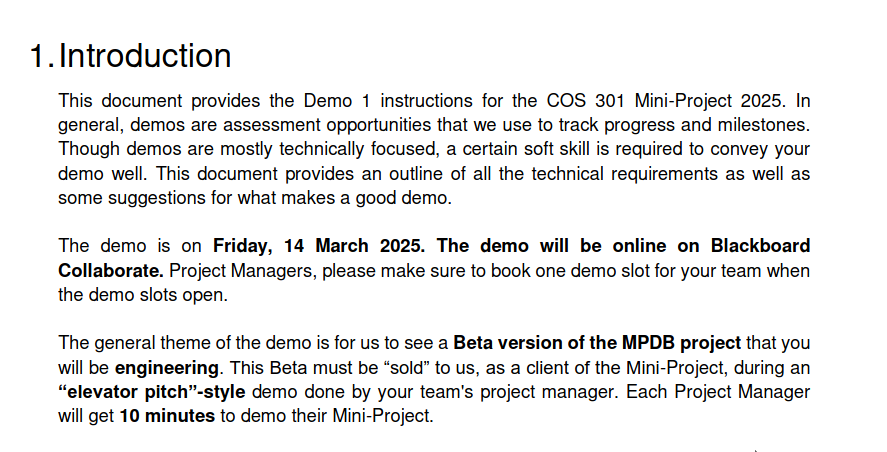 1. Introduction
This document provides the Demo 1 instructions for the COS 301 Mini-Project 2025. In
general, demos are assessment opportunities that we use to track progress and milestones.
Though demos are mostly technically focused, a certain soft skill is required to convey your
demo well. This document provides an outline of all the technical requirements as well as
some suggestions for what makes a good demo.
The demo is on Friday, 14 March 2025. The demo will be online on Blackboard
Collaborate. Project Managers, please make sure to book one demo slot for your team when
the demo slots open.
The general theme of the demo is for us to see a Beta version of the MPDB project that you
will be engineering. This Beta must be “sold” to us, as a client of the Mini-Project, during an
“elevator pitch”-style demo done by your team's project manager. Each Project Manager
will get 10 minutes to demo their Mini-Project.